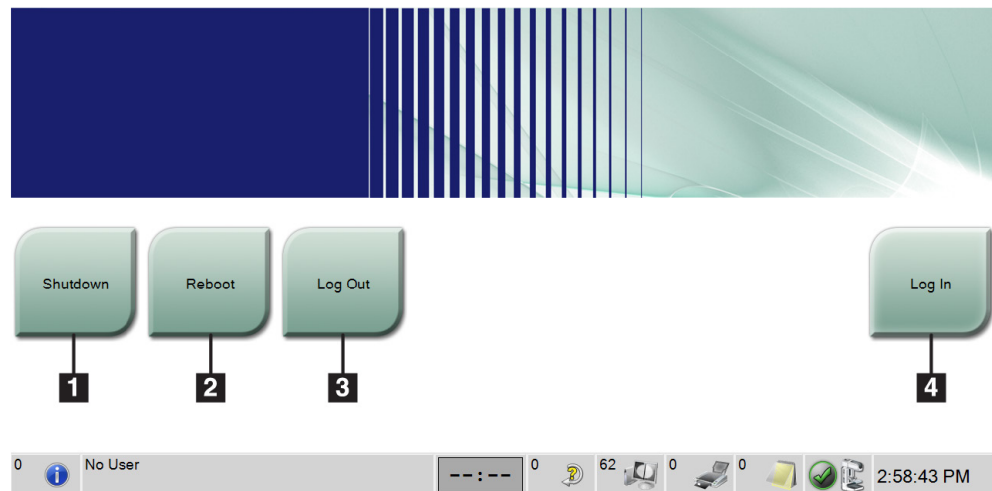 Shutdown
Reboot
Log Out
Log In
1
2
3
4
0 No User --:-- 0 62 0 0 2:58:43 PM